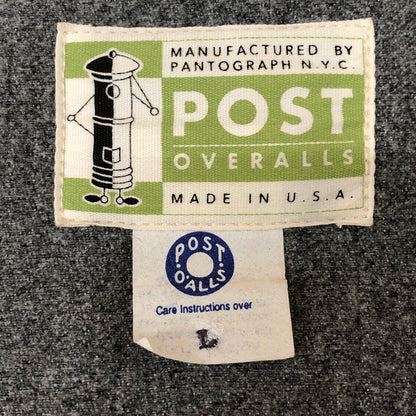 MANUFACTURED BY
PANTOGRAPH N.Y.C.
POST
OVERALLS
MADE IN U.S.A.
POST
O'ALLS
Care Instructions over
L